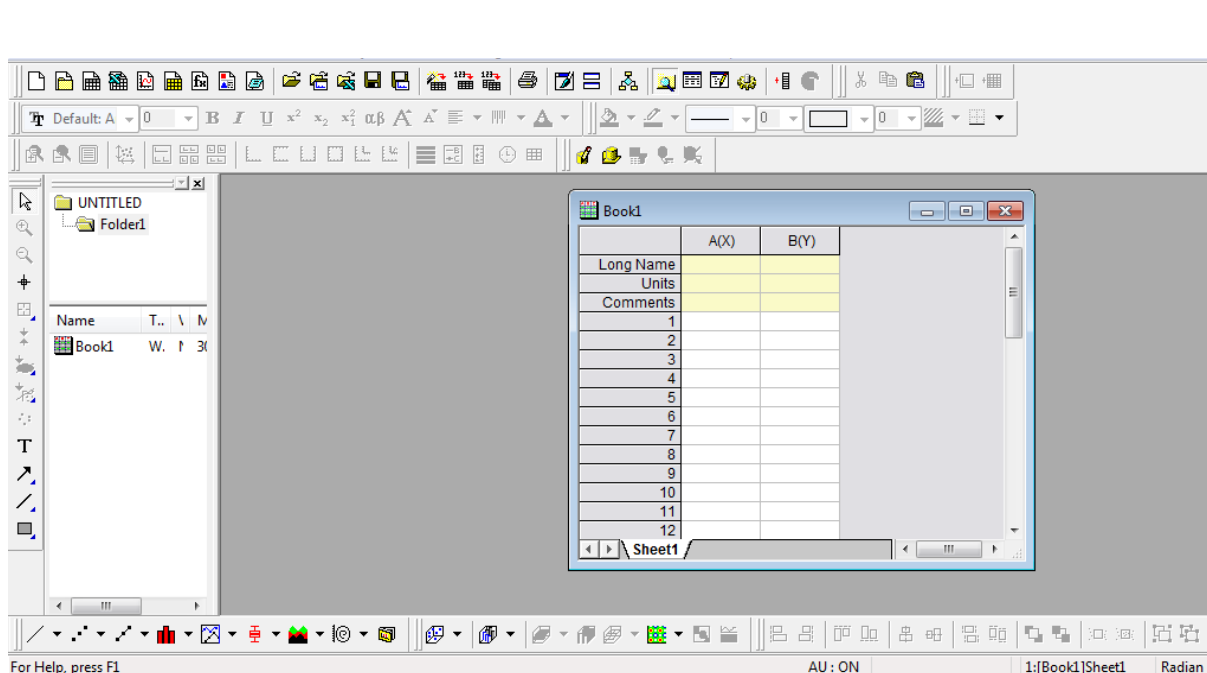 Default: A 0 B I U x² x₂ x²₁ αβ A A A 0 0
UNTITLED
Folder1
Name T.. \ M
Book1 W. 30
Book1
A(X) B(Y)
Long Name
Units
Comments
1
2
3
4
5
6
7
8
9
10
11
12
Sheet1
T
For Help, press F1 AU : ON 1:[Book1]Sheet1 Radian